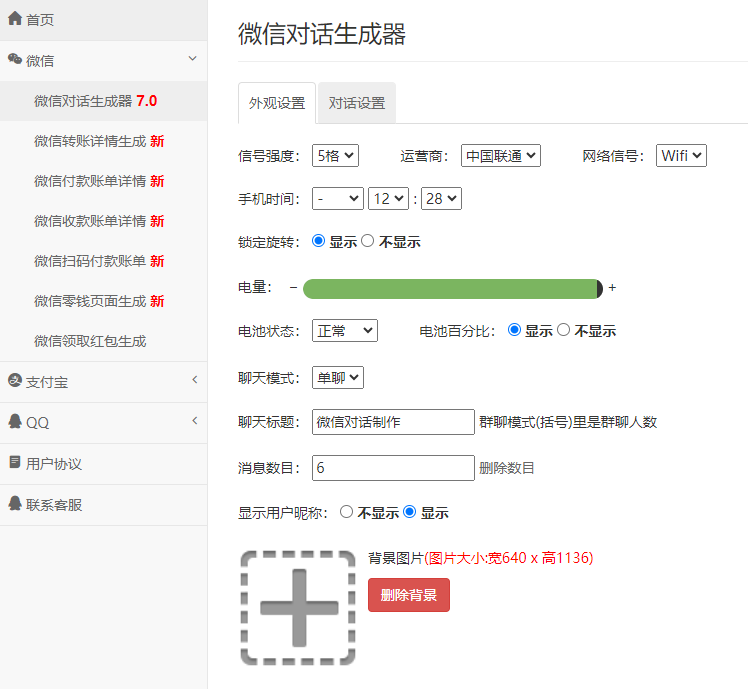 首页
微信
微信对话生成器 7.0
微信转账详情生成 新
微信付款账单详情 新
微信收款账单详情 新
微信扫码付款账单 新
微信零钱页面生成 新
微信领取红包生成
支付宝
QQ
用户协议
联系客服
微信对话生成器
外观设置 对话设置
信号强度: 5格 运营商: 中国联通 网络信号: Wifi
手机时间: - 12 : 28
锁定旋转: 显示 不显示
电量: − +
电池状态: 正常 电池百分比: 显示 不显示
聊天模式: 单聊
聊天标题: 微信对话制作 群聊模式(括号)里是群聊人数
消息数目: 6 删除数目
显示用户昵称: 不显示 显示
背景图片(图片大小:宽640 x 高1136)
删除背景